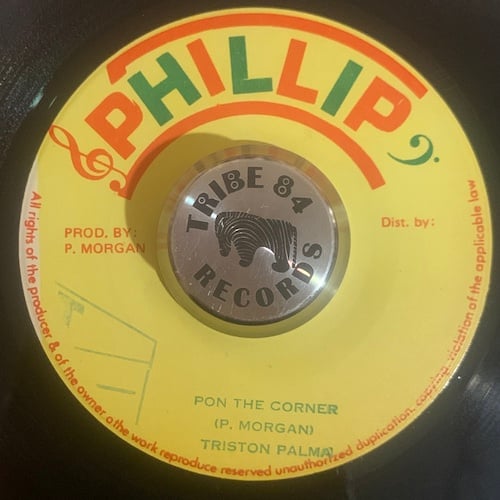 PHILLIP
PROD. BY:
P. MORGAN
Dist. by:
TRIBE 84
RECORDS
PON THE CORNER
(P. MORGAN)
TRISTON PALMA
All rights of the producer & of the owner o the work reproduce reserved unauthorized duplication, copying, violation of the applicable law